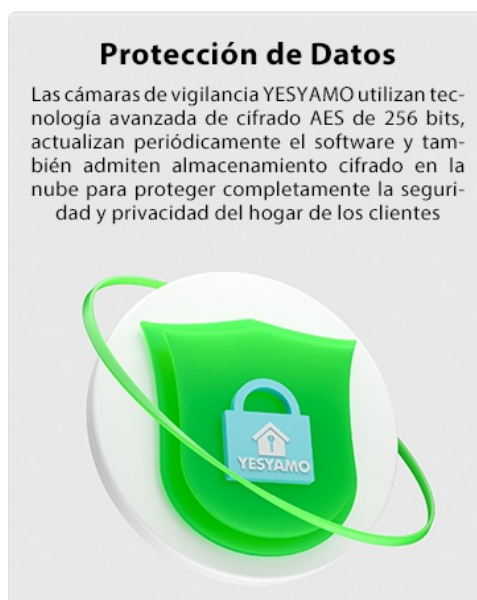 Protección de Datos
Las cámaras de vigilancia YESYAMO utilizan tec-
nología avanzada de cifrado AES de 256 bits,
actualizan periódicamente el software y tam-
bién admiten almacenamiento cifrado en la
nube para proteger completamente la seguri-
dad y privacidad del hogar de los clientes
YESYAMO